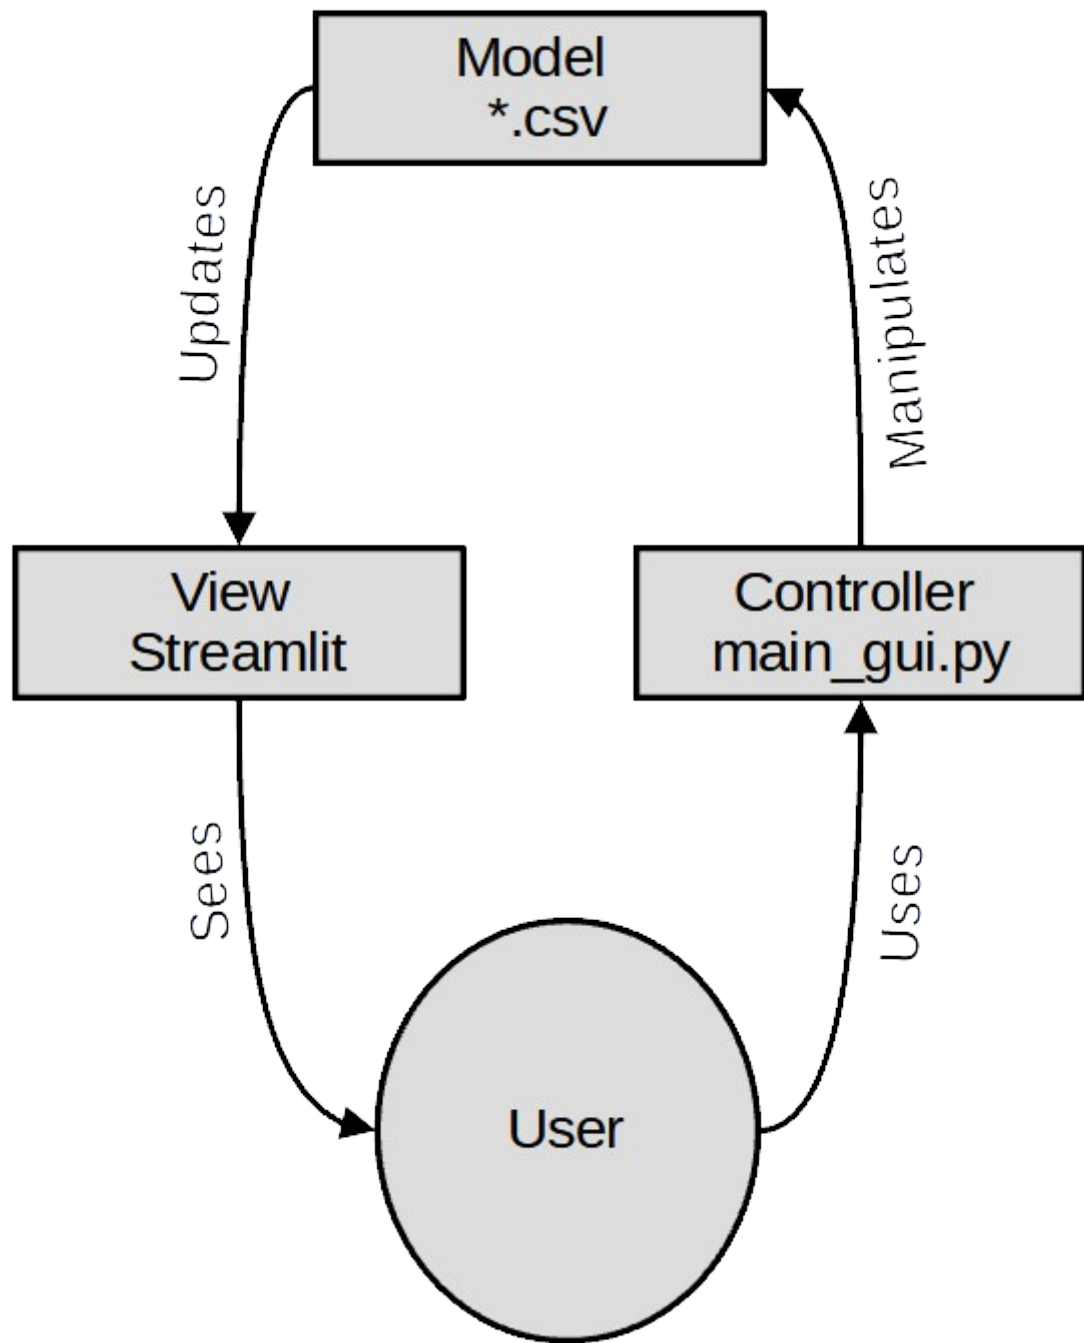 Model
*.csv
Updates
Manipulates
View
Streamlit
Controller
main_gui.py
Sees
Uses
User